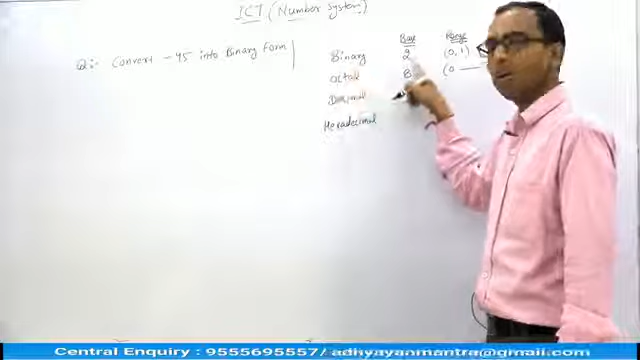 ICT (Number System)
Q:- Convert -45 into Binary Form
Base Range
Binary 2 (0, 1)
Octal 8 (0 —
Decimal
Hexadecimal
Central Enquiry : 9555695557/ adhyayanmantra@gmail.com